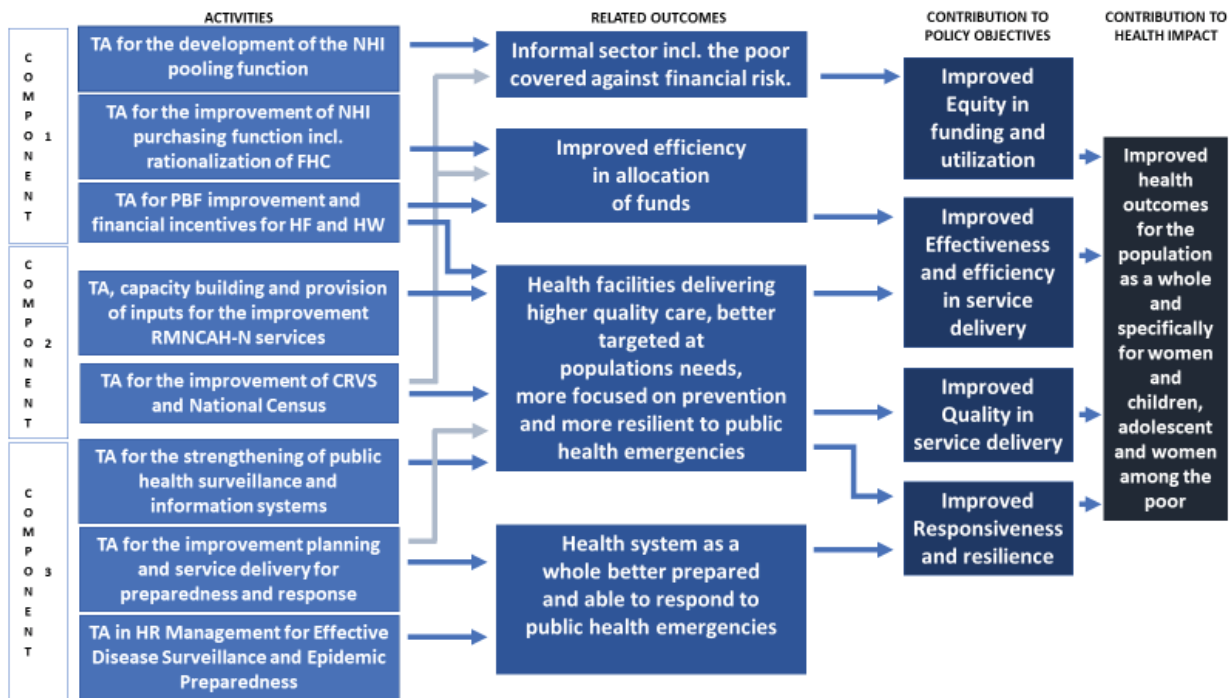 ACTIVITIES
RELATED OUTCOMES
CONTRIBUTION TO
POLICY OBJECTIVES
CONTRIBUTION TO
HEALTH IMPACT
COMPONENT 1
TA for the development of the NHI
pooling function
TA for the improvement of NHI
purchasing function incl.
rationalization of FHC
TA for PBF improvement and
financial incentives for HF and HW
COMPONENT 2
TA, capacity building and provision
of inputs for the improvement
RMNCAH-N services
TA for the improvement of CRVS
and National Census
COMPONENT 3
TA for the strengthening of public
health surveillance and
information systems
TA for the improvement planning
and service delivery for
preparedness and response
TA in HR Management for Effective
Disease Surveillance and Epidemic
Preparedness
Informal sector incl. the poor
covered against financial risk.
Improved efficiency
in allocation
of funds
Health facilities delivering
higher quality care, better
targeted at
populations needs,
more focused on prevention
and more resilient to public
health emergencies
Health system as a
whole better prepared
and able to respond to
public health emergencies
Improved
Equity in
funding and
utilization
Improved
Effectiveness
and efficiency
in service
delivery
Improved
Quality in
service delivery
Improved
Responsiveness
and resilience
Improved
health
outcomes
for the
population
as a whole
and
specifically
for women
and
children,
adolescent
and women
among the
poor